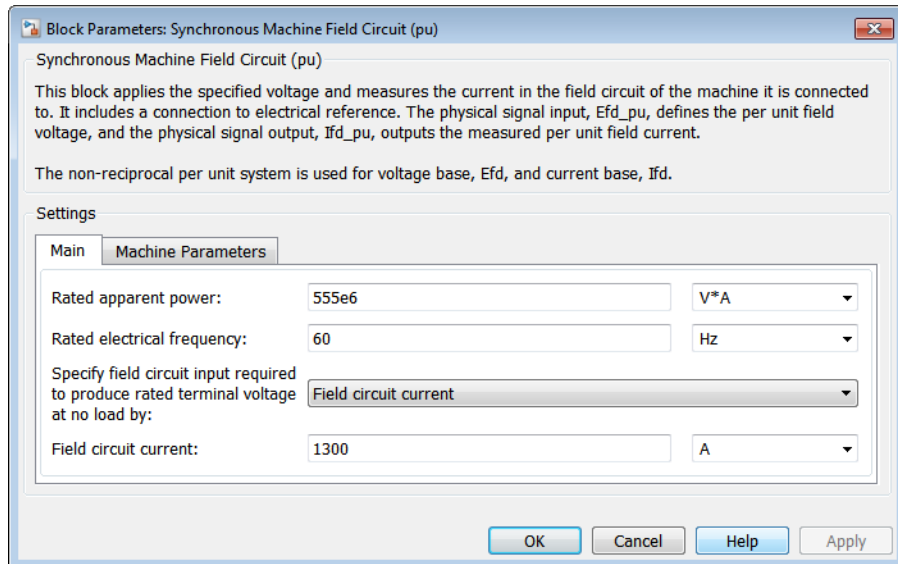 Block Parameters: Synchronous Machine Field Circuit (pu)
Synchronous Machine Field Circuit (pu)
This block applies the specified voltage and measures the current in the field circuit of the machine it is connected
to. It includes a connection to electrical reference. The physical signal input, Efd_pu, defines the per unit field
voltage, and the physical signal output, Ifd_pu, outputs the measured per unit field current.
The non-reciprocal per unit system is used for voltage base, Efd, and current base, Ifd.
Settings
Main Machine Parameters
Rated apparent power: 555e6 V*A
Rated electrical frequency: 60 Hz
Specify field circuit input required
to produce rated terminal voltage Field circuit current
at no load by:
Field circuit current: 1300 A
OK Cancel Help Apply